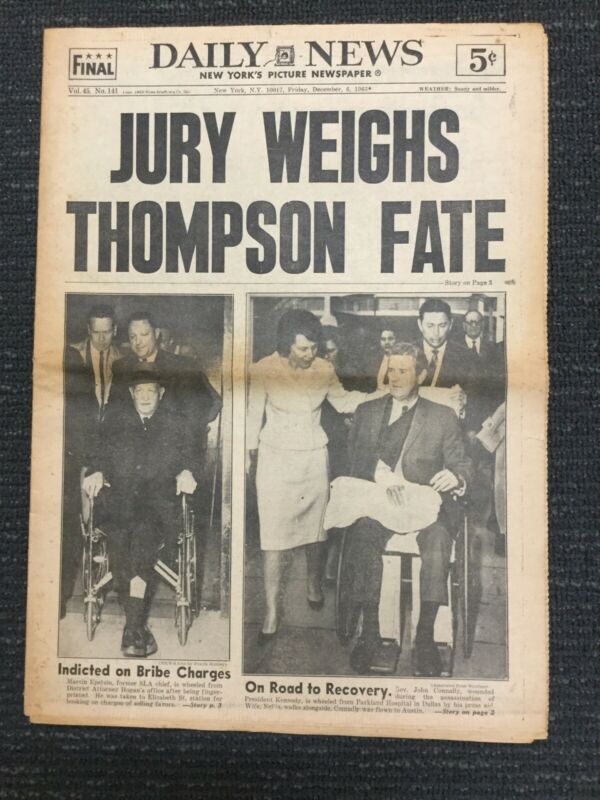 ★★★
FINAL
DAILY NEWS
NEW YORK'S PICTURE NEWSPAPER ®
5¢
Vol. 45. No. 141
New York, N.Y. 10017, Friday, December 6, 1963★
WEATHER: Sunny and milder.
JURY WEIGHS
THOMPSON FATE
—Story on Page 3
Indicted on Bribe Charges
Marvin Epstein, former SLA chief, is wheeled from
District Attorney Hogan's office after being finger-
printed. He was taken to Elizabeth St. station for
booking on charges of selling favors. —Story p. 3
On Road to Recovery. Gov. John Connally, wounded
during the assassination of
President Kennedy, is wheeled from Parkland Hospital in Dallas by his press aid
Wife, Nellie, walks alongside. Connally was flown to Austin. —Story on page 2